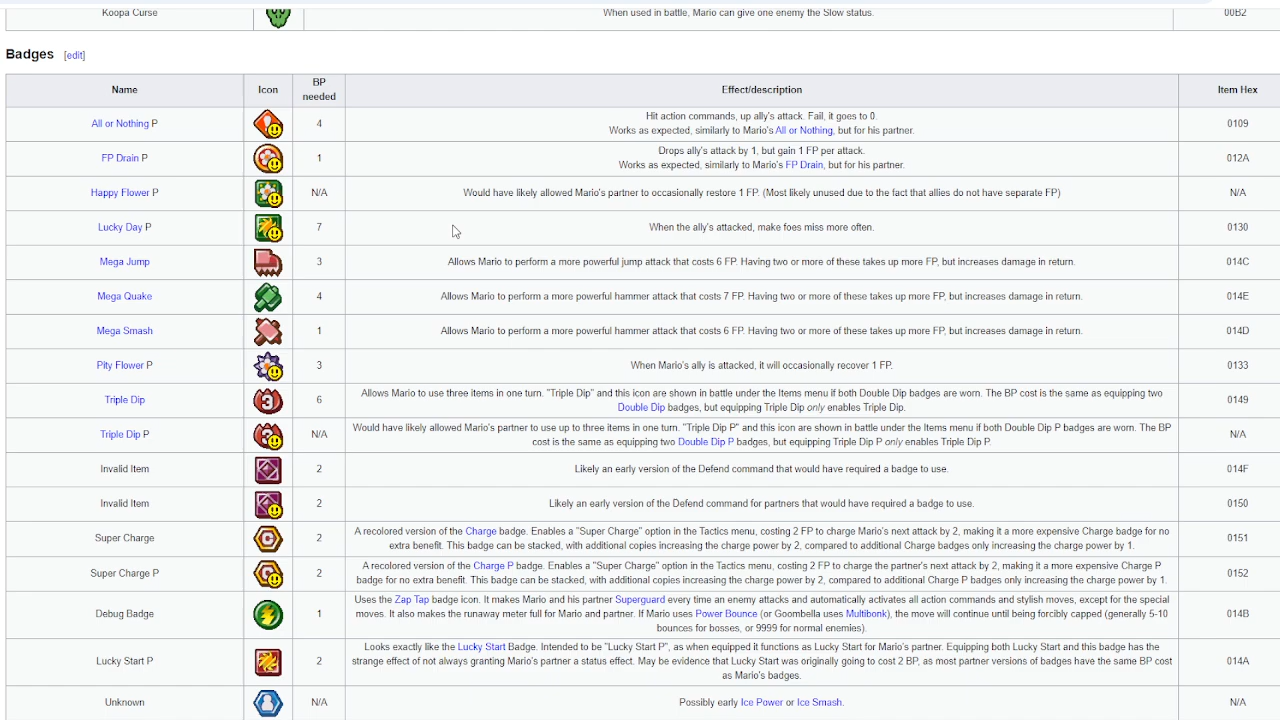 Koopa Curse When used in battle, Mario can give one enemy the Slow status. 00B2
Badges [edit]
Name Icon BP needed Effect/description Item Hex
All or Nothing P 4 Hit action commands, up ally's attack. Fail, it goes to 0.
Works as expected, similarly to Mario's All or Nothing, but for his partner. 0109
FP Drain P 1 Drops ally's attack by 1, but gain 1 FP per attack.
Works as expected, similarly to Mario's FP Drain, but for his partner. 012A
Happy Flower P N/A Would have likely allowed Mario's partner to occasionally restore 1 FP. (Most likely unused due to the fact that allies do not have separate FP) N/A
Lucky Day P 7 When the ally's attacked, make foes miss more often. 0130
Mega Jump 3 Allows Mario to perform a more powerful jump attack that costs 6 FP. Having two or more of these takes up more FP, but increases damage in return. 014C
Mega Quake 4 Allows Mario to perform a more powerful hammer attack that costs 7 FP. Having two or more of these takes up more FP, but increases damage in return. 014E
Mega Smash 1 Allows Mario to perform a more powerful hammer attack that costs 6 FP. Having two or more of these takes up more FP, but increases damage in return. 014D
Pity Flower P 3 When Mario's ally is attacked, it will occasionally recover 1 FP. 0133
Triple Dip 3 6 Allows Mario to use three items in one turn. "Triple Dip" and this icon are shown in battle under the Items menu if both Double Dip badges are worn. The BP cost is the same as equipping two
Double Dip badges, but equipping Triple Dip only enables Triple Dip. 0149
Triple Dip P 3 N/A Would have likely allowed Mario's partner to use up to three items in one turn. "Triple Dip P" and this icon are shown in battle under the Items menu if both Double Dip P badges are worn. The BP
cost is the same as equipping two Double Dip P badges, but equipping Triple Dip P only enables Triple Dip P. N/A
Invalid Item 2 Likely an early version of the Defend command that would have required a badge to use. 014F
Invalid Item 2 Likely an early version of the Defend command for partners that would have required a badge to use. 0150
Super Charge C 2 A recolored version of the Charge badge. Enables a "Super Charge" option in the Tactics menu, costing 2 FP to charge Mario's next attack by 2, making it a more expensive Charge badge for no
extra benefit. This badge can be stacked, with additional copies increasing the charge power by 2, compared to additional Charge badges only increasing the charge power by 1. 0151
Super Charge P C 2 A recolored version of the Charge P badge. Enables a "Super Charge" option in the Tactics menu, costing 2 FP to charge the partner's next attack by 2, making it a more expensive Charge P
badge for no extra benefit. This badge can be stacked, with additional copies increasing the charge power by 2, compared to additional Charge P badges only increasing the charge power by 1. 0152
Debug Badge 1 Uses the Zap Tap badge icon. It makes Mario and his partner Superguard every time an enemy attacks and automatically activates all action commands and stylish moves, except for the special
moves. It also makes the runaway meter full for Mario and partner. If Mario uses Power Bounce (or Goombella uses Multibonk), the move will continue until being forcibly capped (generally 5-10
bounces for bosses, or 9999 for normal enemies). 014B
Lucky Start P 2 Looks exactly like the Lucky Start Badge. Intended to be "Lucky Start P", as when equipped it functions as Lucky Start for Mario's partner. Equipping both Lucky Start and this badge has the
strange effect of not always granting Mario's partner a status effect. May be evidence that Lucky Start was originally going to cost 2 BP, as most partner versions of badges have the same BP cost
as Mario's badges. 014A
Unknown N/A Possibly early Ice Power or Ice Smash. N/A